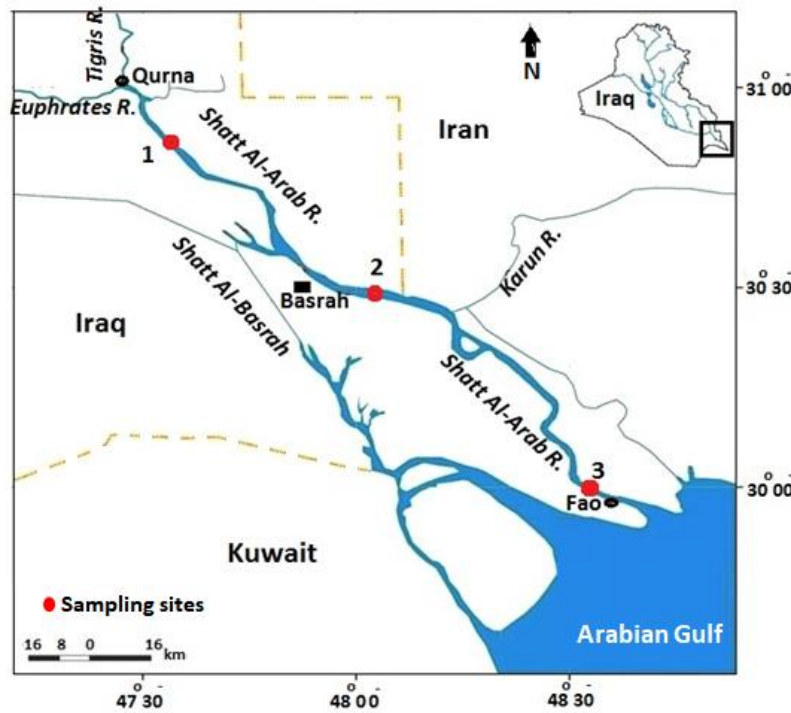 Tigris R.
Qurna
Euphrates R.
N
Iraq
31° 00
Iran
Shatt Al-Arab R.
1
Karun R.
2
30° 30
Basrah
Shatt Al-Basrah
Iraq
Shatt Al-Arab R.
3
30° 00
Fao
Kuwait
Sampling sites
Arabian Gulf
16 8 0 16
km
47° 30 48° 00 48° 30